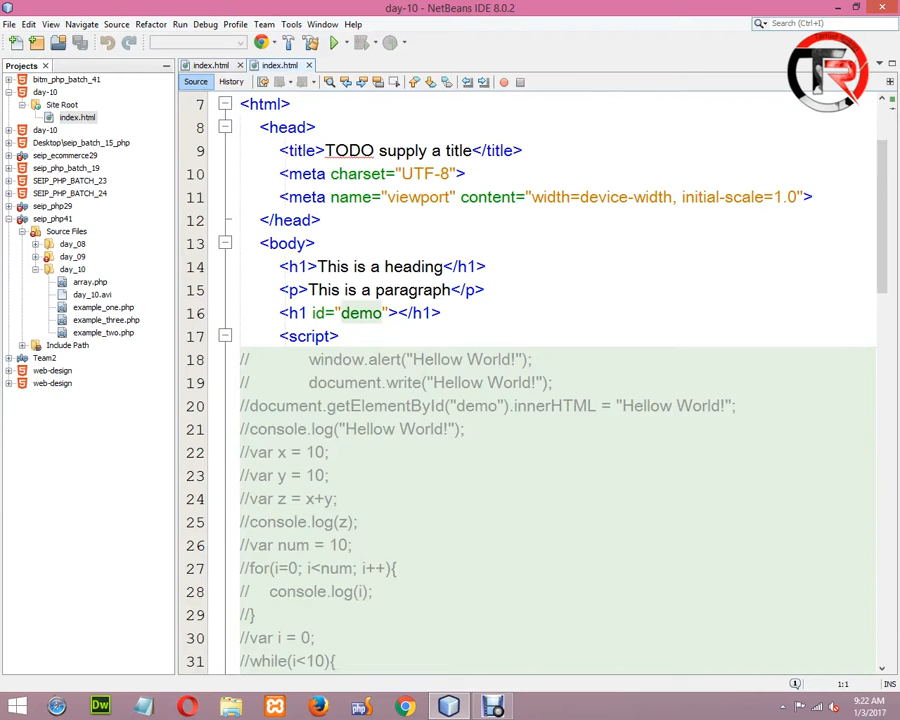 day-10 - NetBeans IDE 8.0.2
File Edit View Navigate Source Refactor Run Debug Profile Team Tools Window Help
Search (Ctrl+I)
Projects
index.html
index.html
Source History
bitm_php_batch_41
day-10
Site Root
index.html
day-10
Desktop\seip_batch_15_php
seip_ecommerce29
seip_php_batch_19
SEIP_PHP_BATCH_23
SEIP_PHP_BATCH_24
seip_php29
seip_php41
Source Files
day_08
day_09
day_10
array.php
day_10.avi
example_one.php
example_three.php
example_two.php
Include Path
Team2
web-design
web-design
7 <html>
8 <head>
9 <title>TODO supply a title</title>
10 <meta charset="UTF-8">
11 <meta name="viewport" content="width=device-width, initial-scale=1.0">
12 </head>
13 <body>
14 <h1>This is a heading</h1>
15 <p>This is a paragraph</p>
16 <h1 id="demo"></h1>
17 <script>
18 // window.alert("Hellow World!");
19 // document.write("Hellow World!");
20 //document.getElementById("demo").innerHTML = "Hellow World!";
21 //console.log("Hellow World!");
22 //var x = 10;
23 //var y = 10;
24 //var z = x+y;
25 //console.log(z);
26 //var num = 10;
27 //for(i=0; i<num; i++){
28 // console.log(i);
29 //}
30 //var i = 0;
31 //while(i<10){
1:1 INS
Dw
9:22 AM
1/3/2017